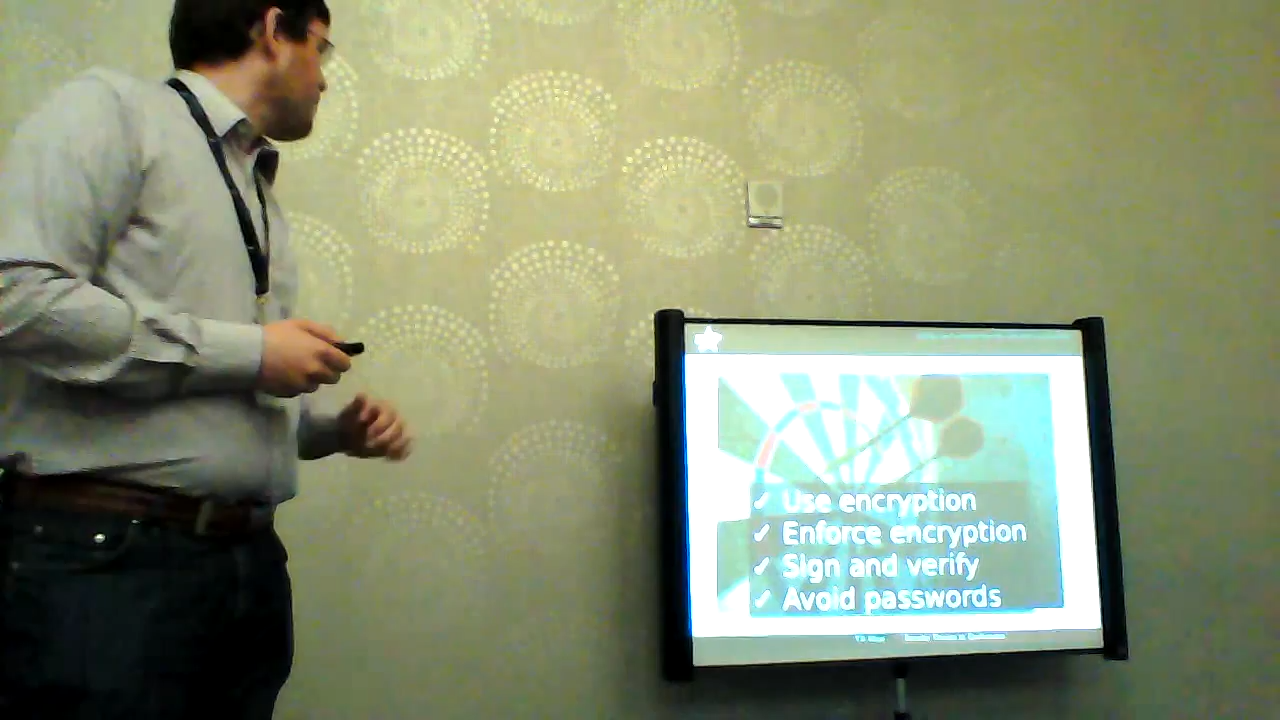 ✓ Use encryption
✓ Enforce encryption
✓ Sign and verify
✓ Avoid passwords